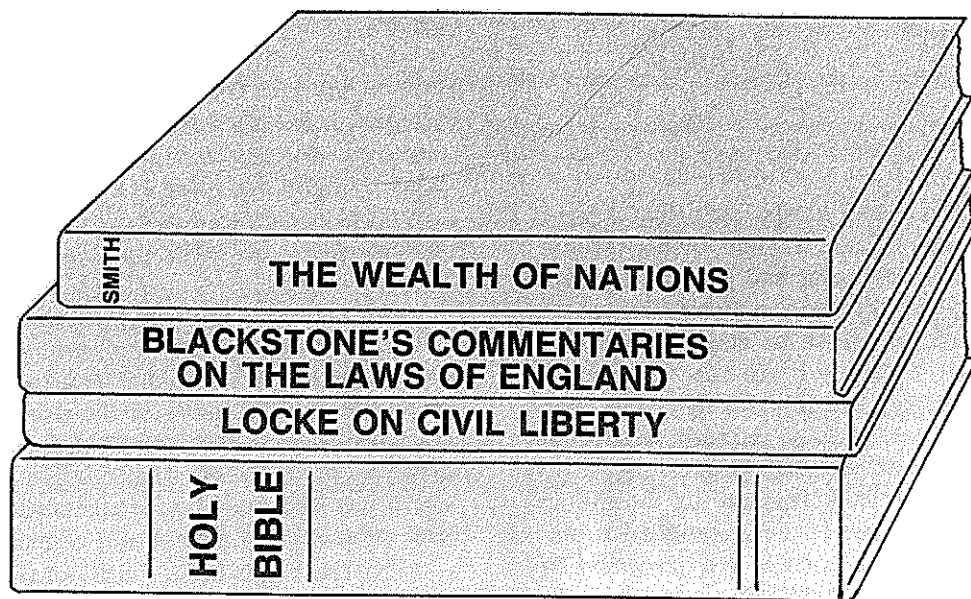 SMITH
THE WEALTH OF NATIONS
BLACKSTONE'S COMMENTARIES
ON THE LAWS OF ENGLAND
LOCKE ON CIVIL LIBERTY
HOLY
BIBLE